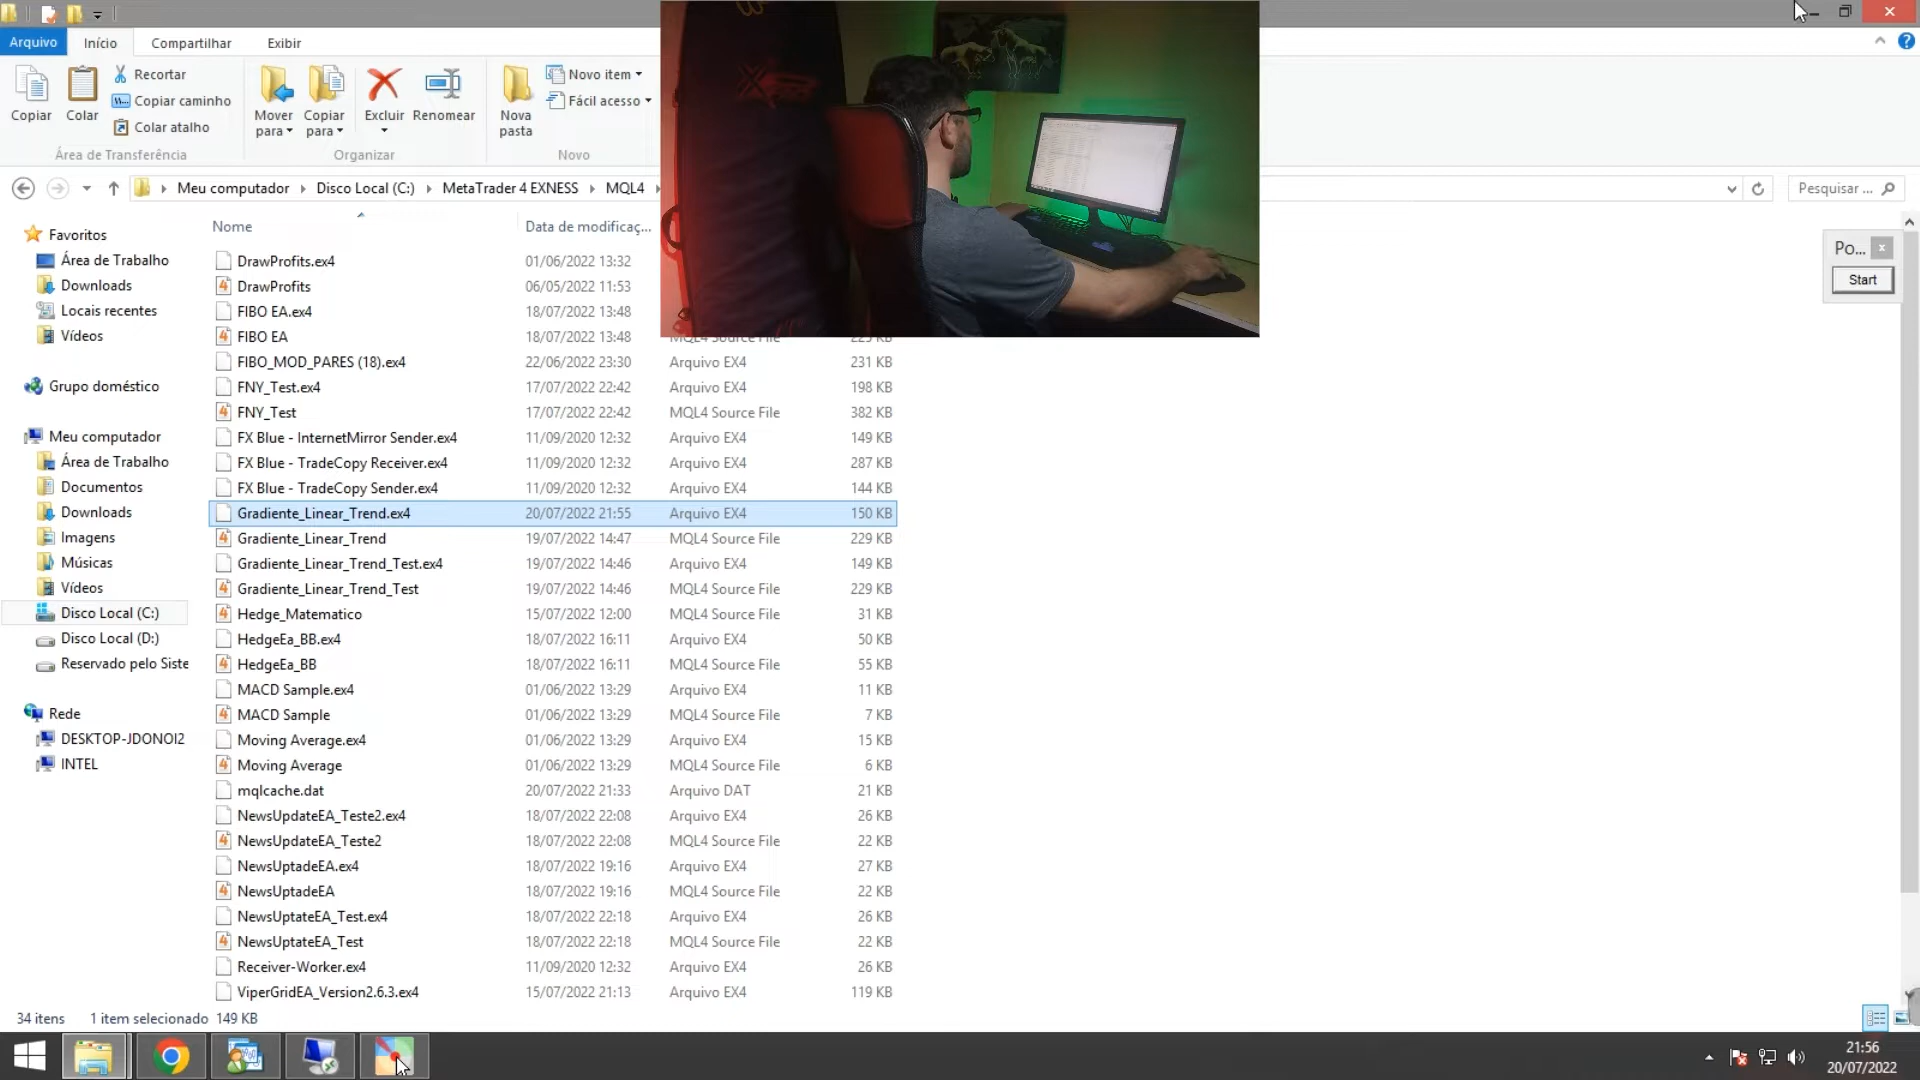 Arquivo Início Compartilhar Exibir
Copiar
Colar
Recortar
Copiar caminho
Colar atalho
Mover para
Copiar para
Excluir
Renomear
Nova pasta
Novo item
Fácil acesso
Área de Transferência Organizar Novo
Meu computador Disco Local (C:) MetaTrader 4 EXNESS MQL4
Pesquisar ...
Favoritos
Área de Trabalho
Downloads
Locais recentes
Vídeos
Grupo doméstico
Meu computador
Área de Trabalho
Documentos
Downloads
Imagens
Músicas
Vídeos
Disco Local (C:)
Disco Local (D:)
Reservado pelo Siste
Rede
DESKTOP-JDONOI2
INTEL
Nome Data de modificaç...
DrawProfits.ex4 01/06/2022 13:32
DrawProfits 06/05/2022 11:53
FIBO EA.ex4 18/07/2022 13:48
FIBO EA 18/07/2022 13:48 MQL4 Source File 225 KB
FIBO_MOD_PARES (18).ex4 22/06/2022 23:30 Arquivo EX4 231 KB
FNY_Test.ex4 17/07/2022 22:42 Arquivo EX4 198 KB
FNY_Test 17/07/2022 22:42 MQL4 Source File 382 KB
FX Blue - InternetMirror Sender.ex4 11/09/2020 12:32 Arquivo EX4 149 KB
FX Blue - TradeCopy Receiver.ex4 11/09/2020 12:32 Arquivo EX4 287 KB
FX Blue - TradeCopy Sender.ex4 11/09/2020 12:32 Arquivo EX4 144 KB
Gradiente_Linear_Trend.ex4 20/07/2022 21:55 Arquivo EX4 150 KB
Gradiente_Linear_Trend 19/07/2022 14:47 MQL4 Source File 229 KB
Gradiente_Linear_Trend_Test.ex4 19/07/2022 14:46 Arquivo EX4 149 KB
Gradiente_Linear_Trend_Test 19/07/2022 14:46 MQL4 Source File 229 KB
Hedge_Matematico 15/07/2022 12:00 MQL4 Source File 31 KB
HedgeEa_BB.ex4 18/07/2022 16:11 Arquivo EX4 50 KB
HedgeEa_BB 18/07/2022 16:11 MQL4 Source File 55 KB
MACD Sample.ex4 01/06/2022 13:29 Arquivo EX4 11 KB
MACD Sample 01/06/2022 13:29 MQL4 Source File 7 KB
Moving Average.ex4 01/06/2022 13:29 Arquivo EX4 15 KB
Moving Average 01/06/2022 13:29 MQL4 Source File 6 KB
mqlcache.dat 20/07/2022 21:33 Arquivo DAT 21 KB
NewsUpdateEA_Teste2.ex4 18/07/2022 22:08 Arquivo EX4 26 KB
NewsUpdateEA_Teste2 18/07/2022 22:08 MQL4 Source File 22 KB
NewsUptadeEA.ex4 18/07/2022 19:16 Arquivo EX4 27 KB
NewsUptadeEA 18/07/2022 19:16 MQL4 Source File 22 KB
NewsUptateEA_Test.ex4 18/07/2022 22:18 Arquivo EX4 26 KB
NewsUptateEA_Test 18/07/2022 22:18 MQL4 Source File 22 KB
Receiver-Worker.ex4 11/09/2020 12:32 Arquivo EX4 26 KB
ViperGridEA_Version2.6.3.ex4 15/07/2022 21:13 Arquivo EX4 119 KB
Po...
Start
34 itens 1 item selecionado 149 KB
21:56
20/07/2022